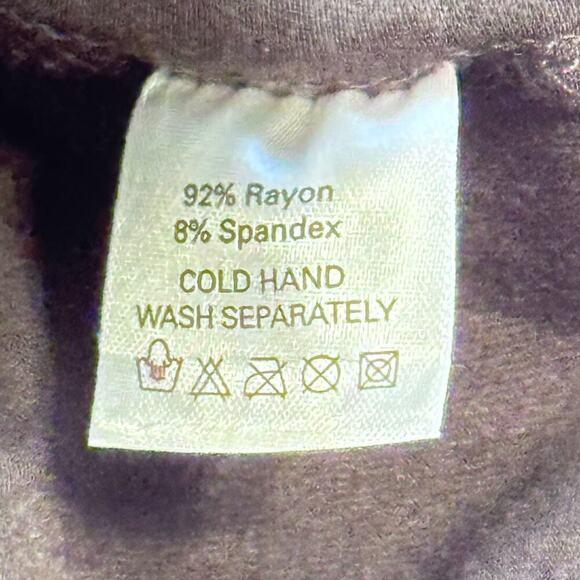 92% Rayon
8% Spandex
COLD HAND
WASH SEPARATELY